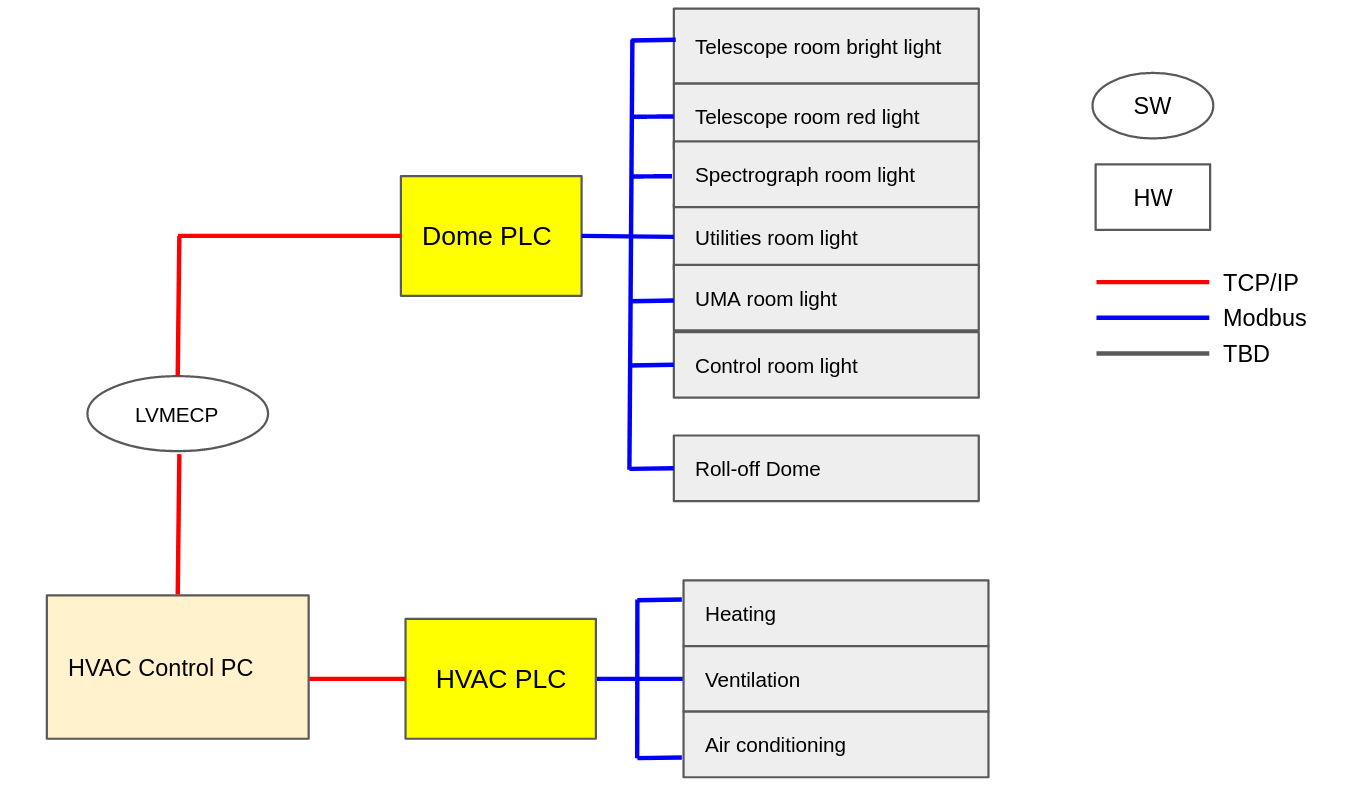 Telescope room bright light
Telescope room red light
Spectrograph room light
Utilities room light
UMA room light
Control room light
Roll-off Dome
Dome PLC
LVMECP
HVAC Control PC
HVAC PLC
Heating
Ventilation
Air conditioning
SW
HW
TCP/IP
Modbus
TBD